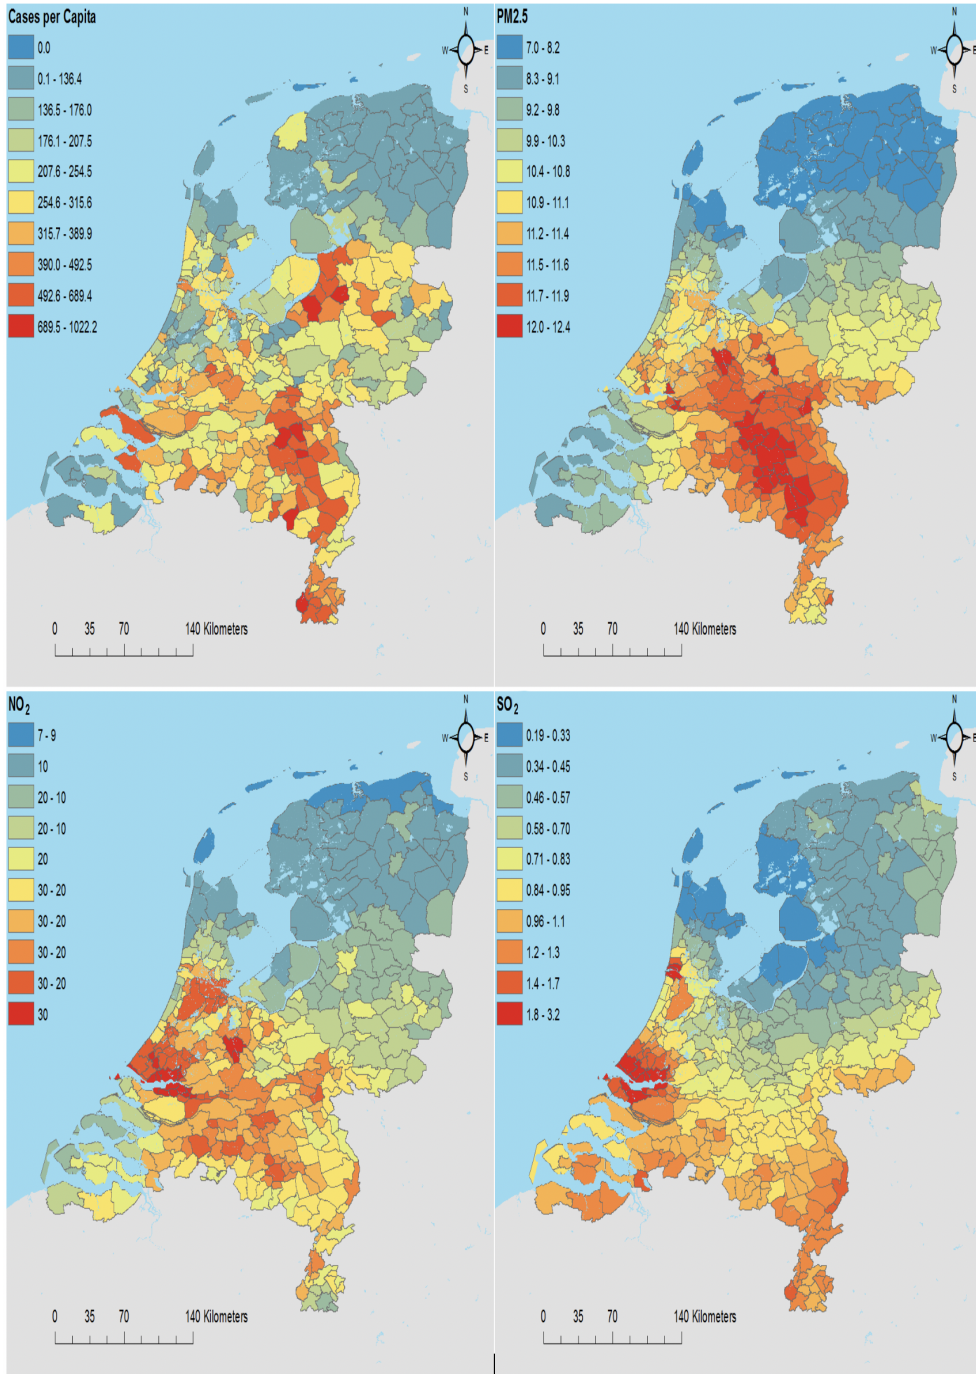 Cases per Capita
0.0
0.1 - 136.4
136.5 - 176.0
176.1 - 207.5
207.6 - 254.5
254.6 - 315.6
315.7 - 389.9
390.0 - 492.5
492.6 - 689.4
689.5 - 1022.2
N
W E
S
0 35 70 140 Kilometers
PM2.5
7.0 - 8.2
8.3 - 9.1
9.2 - 9.8
9.9 - 10.3
10.4 - 10.8
10.9 - 11.1
11.2 - 11.4
11.5 - 11.6
11.7 - 11.9
12.0 - 12.4
N
W E
S
0 35 70 140 Kilometers
NO₂
7 - 9
10
20 - 10
20 - 10
20
30 - 20
30 - 20
30 - 20
30 - 20
30
N
W E
S
0 35 70 140 Kilometers
SO₂
0.19 - 0.33
0.34 - 0.45
0.46 - 0.57
0.58 - 0.70
0.71 - 0.83
0.84 - 0.95
0.96 - 1.1
1.2 - 1.3
1.4 - 1.7
1.8 - 3.2
N
W E
S
0 35 70 140 Kilometers